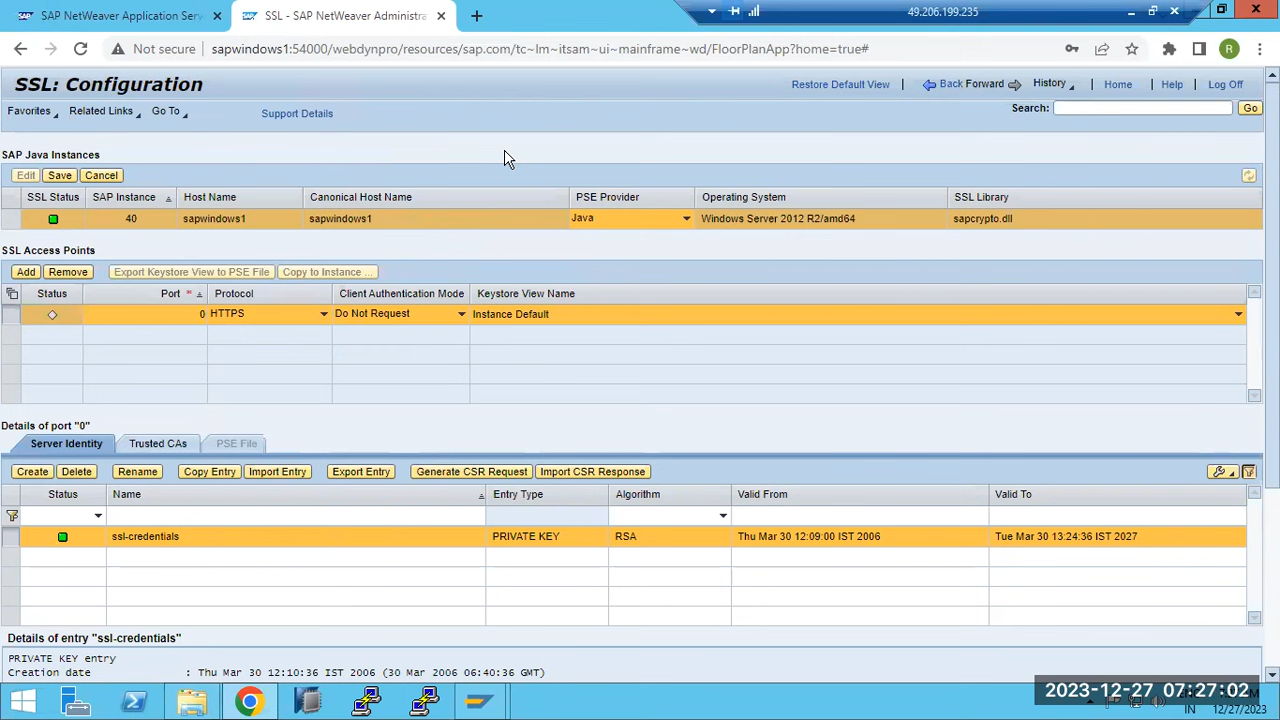 SAP NetWeaver Application Serv
SSL - SAP NetWeaver Administra
49.206.199.235
Not secure
sapwindows1:54000/webdynpro/resources/sap.com/tc~lm~itsam~ui~mainframe~wd/FloorPlanApp?home=true#
R
SSL: Configuration
Restore Default View
Back Forward
History
Home
Help
Log Off
Favorites
Related Links
Go To
Support Details
Search:
Go
SAP Java Instances
Edit Save Cancel
SSL Status SAP Instance Host Name Canonical Host Name PSE Provider Operating System SSL Library
40 sapwindows1 sapwindows1 Java Windows Server 2012 R2/amd64 sapcrypto.dll
SSL Access Points
Add Remove Export Keystore View to PSE File Copy to Instance ...
Status Port * Protocol Client Authentication Mode Keystore View Name
0 HTTPS Do Not Request Instance Default
Details of port "0"
Server Identity Trusted CAs PSE File
Create Delete Rename Copy Entry Import Entry Export Entry Generate CSR Request Import CSR Response
Status Name Entry Type Algorithm Valid From Valid To
ssl-credentials PRIVATE KEY RSA Thu Mar 30 12:09:00 IST 2006 Tue Mar 30 13:24:36 IST 2027
Details of entry "ssl-credentials"
PRIVATE KEY entry
Creation date : Thu Mar 30 12:10:36 IST 2006 (30 Mar 2006 06:40:36 GMT)
2023-12-27 07:27:02
IN
12/27/2023